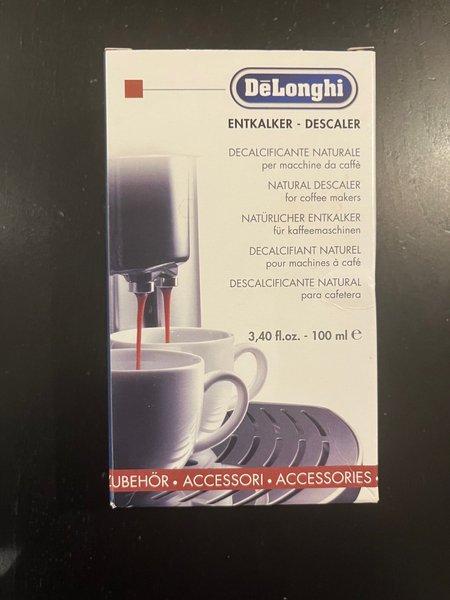 DēLonghi
ENTKALKER - DESCALER
DECALCIFICANTE NATURALE
per macchine da caffè
NATURAL DESCALER
for coffee makers
NATÜRLICHER ENTKALKER
für kaffeemaschinen
DECALCIFIANT NATUREL
pour machines à café
DESCALCIFICANTE NATURAL
para cafetera
3,40 fl.oz. - 100 ml ℮
ZUBEHÖR • ACCESSORI • ACCESSORIES •